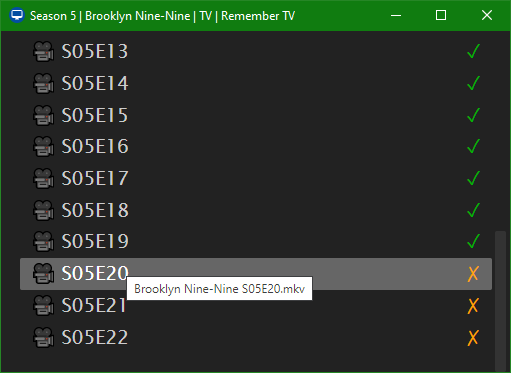 Season 5 | Brooklyn Nine-Nine | TV | Remember TV
S05E13 ✓
S05E14 ✓
S05E15 ✓
S05E16 ✓
S05E17 ✓
S05E18 ✓
S05E19 ✓
S05E20 ✗
Brooklyn Nine-Nine S05E20.mkv
S05E21 ✗
S05E22 ✗